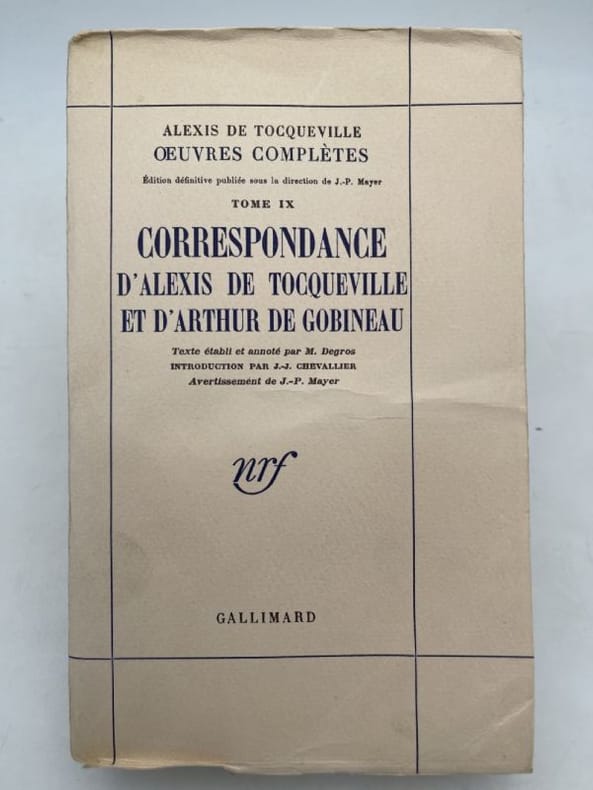 ALEXIS DE TOCQUEVILLE
ŒUVRES COMPLÈTES
Édition définitive publiée sous la direction de J.-P. Mayer
TOME IX
CORRESPONDANCE
D'ALEXIS DE TOCQUEVILLE
ET D'ARTHUR DE GOBINEAU
Texte établi et annoté par M. Degros
INTRODUCTION PAR J.-J. CHEVALLIER
Avertissement de J.-P. Mayer
nrf
GALLIMARD